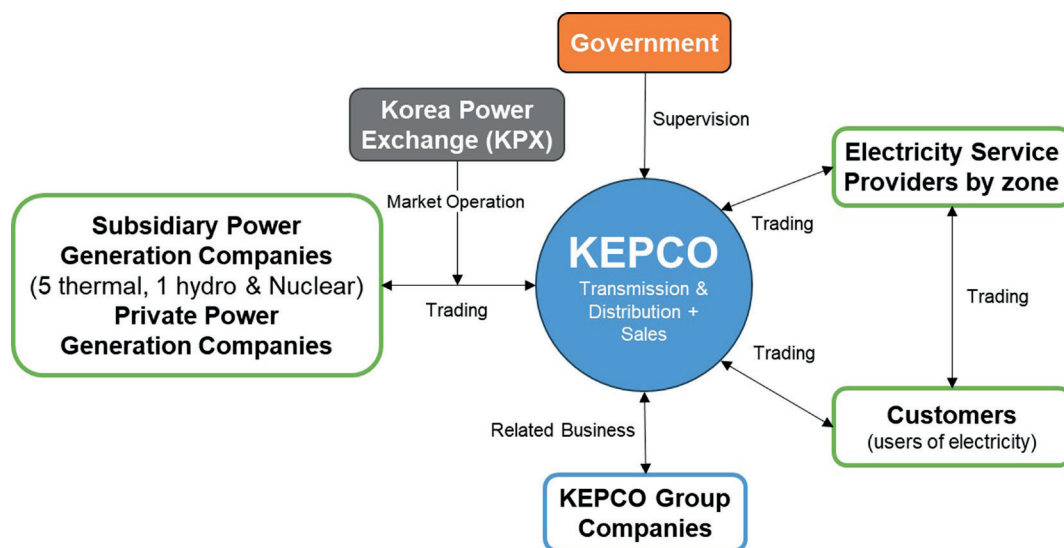 Government
Supervision
Korea Power
Exchange (KPX)
Market Operation
Electricity Service
Providers by zone
Trading
Subsidiary Power
Generation Companies
(5 thermal, 1 hydro & Nuclear)
Private Power
Generation Companies
Trading
KEPCO
Transmission &
Distribution +
Sales
Trading
Trading
Customers
(users of electricity)
Related Business
KEPCO Group
Companies